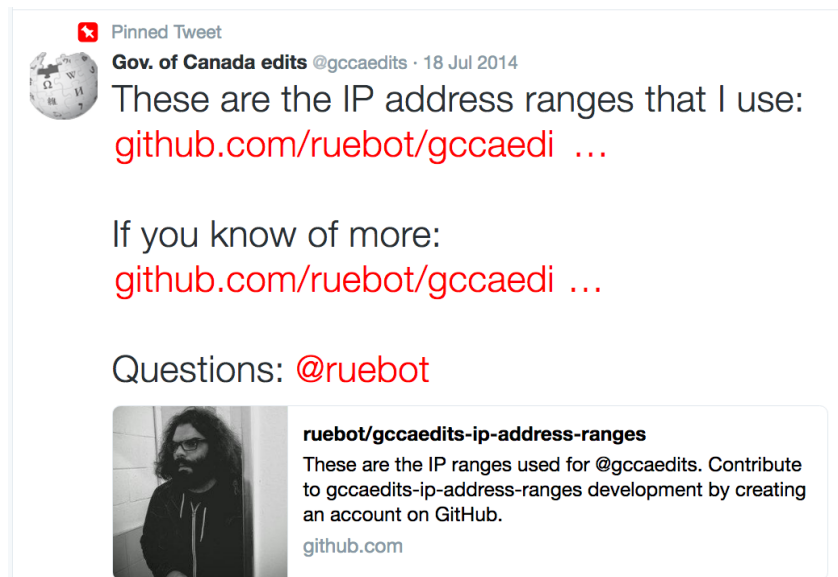 Pinned Tweet
Gov. of Canada edits @gccaedits · 18 Jul 2014
These are the IP address ranges that I use:
github.com/ruebot/gccaedi …
If you know of more:
github.com/ruebot/gccaedi …
Questions: @ruebot
ruebot/gccaedits-ip-address-ranges
These are the IP ranges used for @gccaedits. Contribute
to gccaedits-ip-address-ranges development by creating
an account on GitHub.
github.com